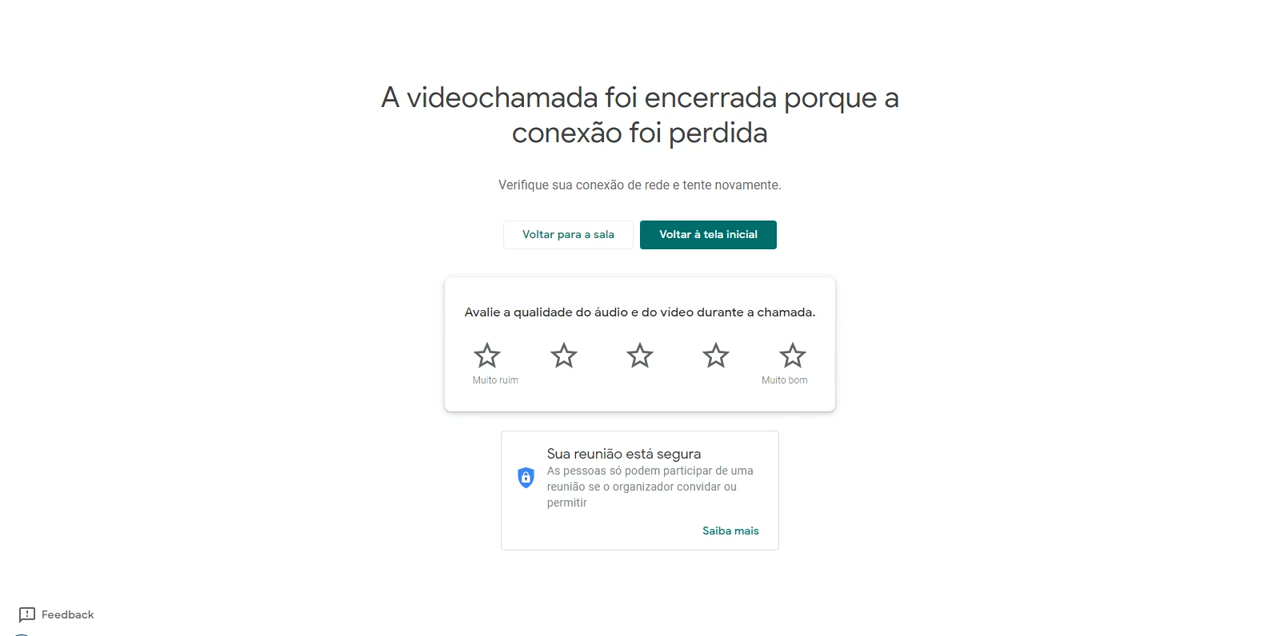 A videochamada foi encerrada porque a
conexão foi perdida
Verifique sua conexão de rede e tente novamente.
Voltar para a sala
Voltar à tela inicial
Avalie a qualidade do áudio e do vídeo durante a chamada.
Muito ruim
Muito bom
Sua reunião está segura
As pessoas só podem participar de uma
reunião se o organizador convidar ou
permitir
Saiba mais
Feedback